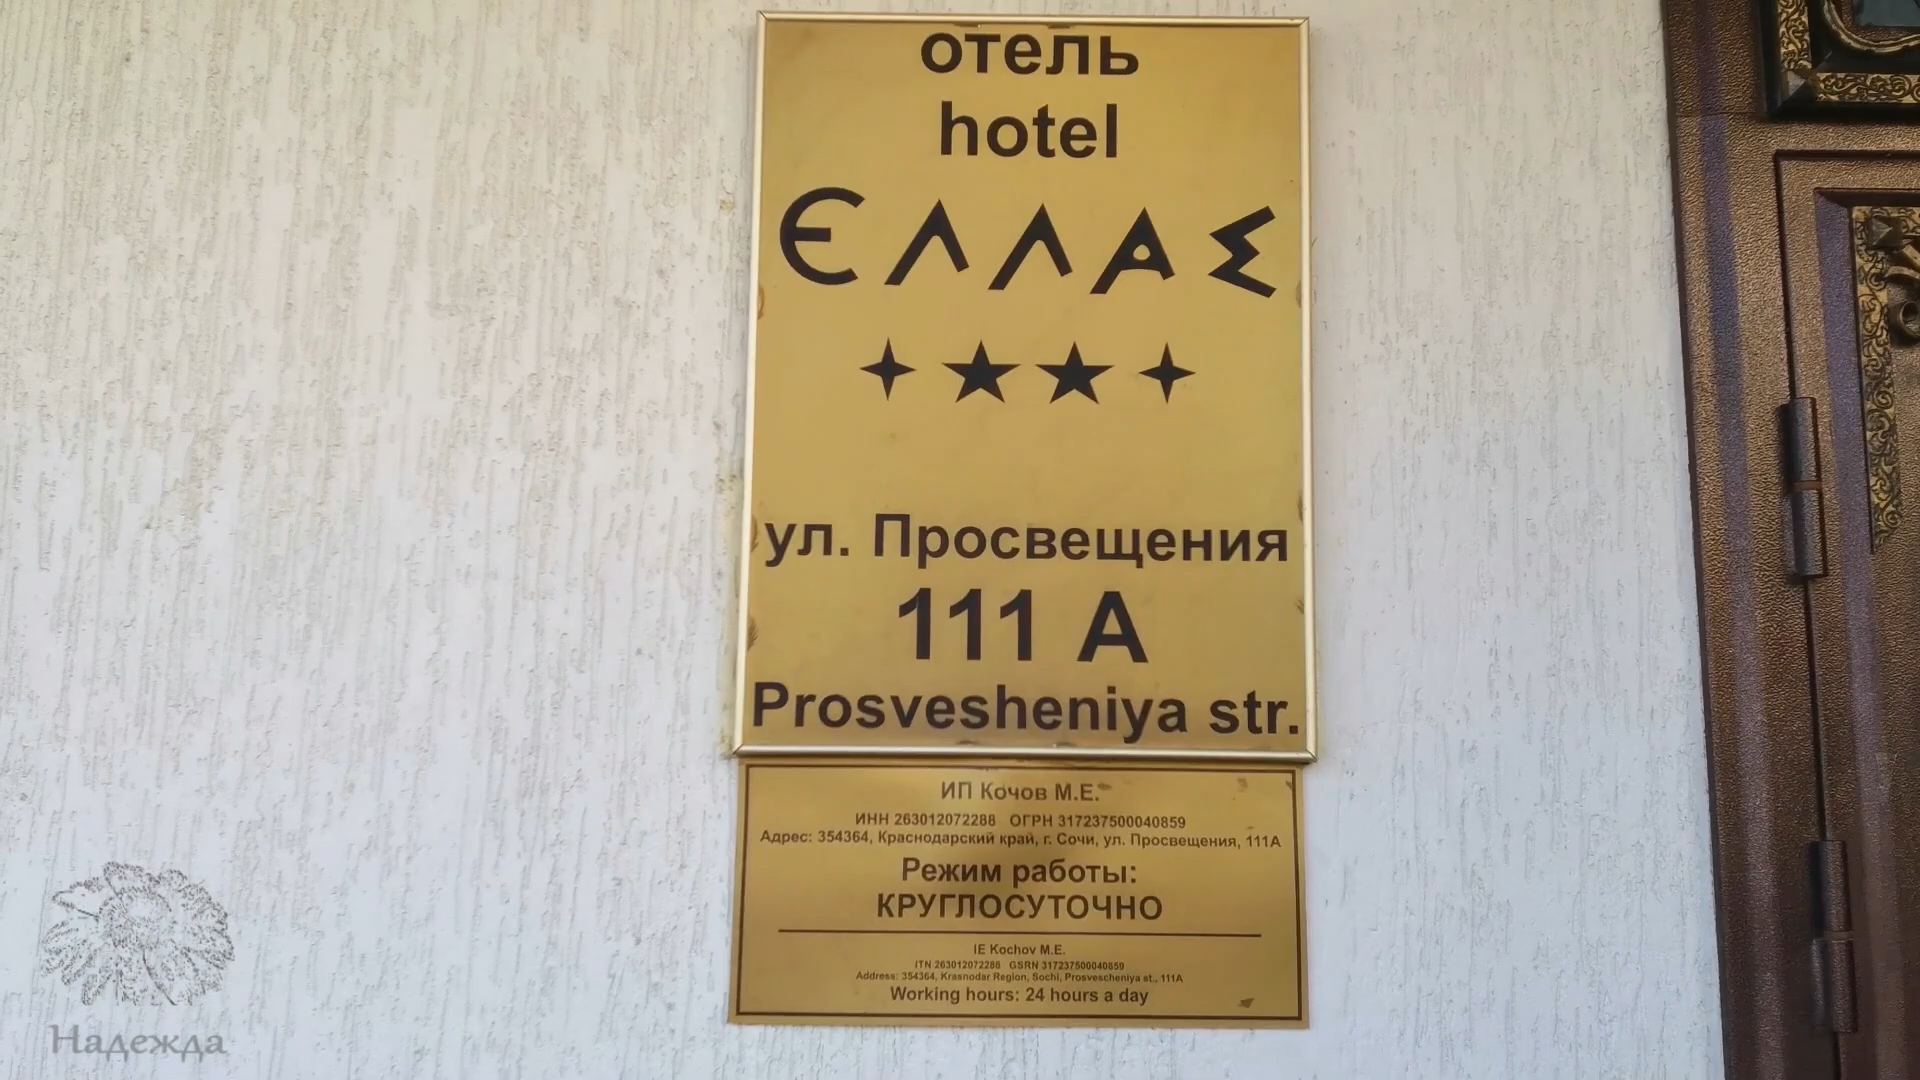 отель
hotel
ЄΛΛΑΣ
ул. Просвещения
111 А
Prosvesheniya str.
ИП Кочов М.Е.
ИНН 263012072288 ОГРН 317237500040859
Адрес: 354364, Краснодарский край, г. Сочи, ул. Просвещения, 111А
Режим работы:
КРУГЛОСУТОЧНО
IE Kochov M.E.
ITN 263012072288 GSRN 317237500040859
Address: 354364, Krasnodar Region, Sochi, Prosvescheniya st., 111A
Working hours: 24 hours a day
Надежда